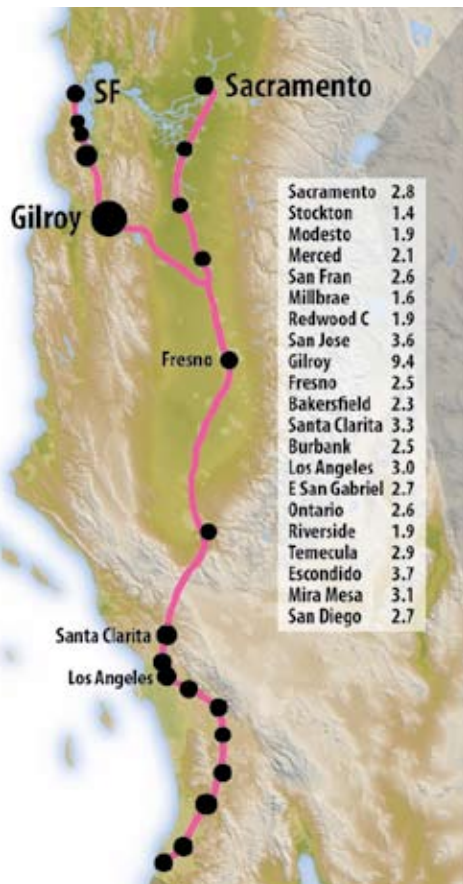 SF
Sacramento
Gilroy
Sacramento 2.8
Stockton 1.4
Modesto 1.9
Merced 2.1
San Fran 2.6
Millbrae 1.6
Redwood C 1.9
San Jose 3.6
Gilroy 9.4
Fresno 2.5
Bakersfield 2.3
Santa Clarita 3.3
Burbank 2.5
Los Angeles 3.0
E San Gabriel 2.7
Ontario 2.6
Riverside 1.9
Temecula 2.9
Escondido 3.7
Mira Mesa 3.1
San Diego 2.7
Fresno
Santa Clarita
Los Angeles